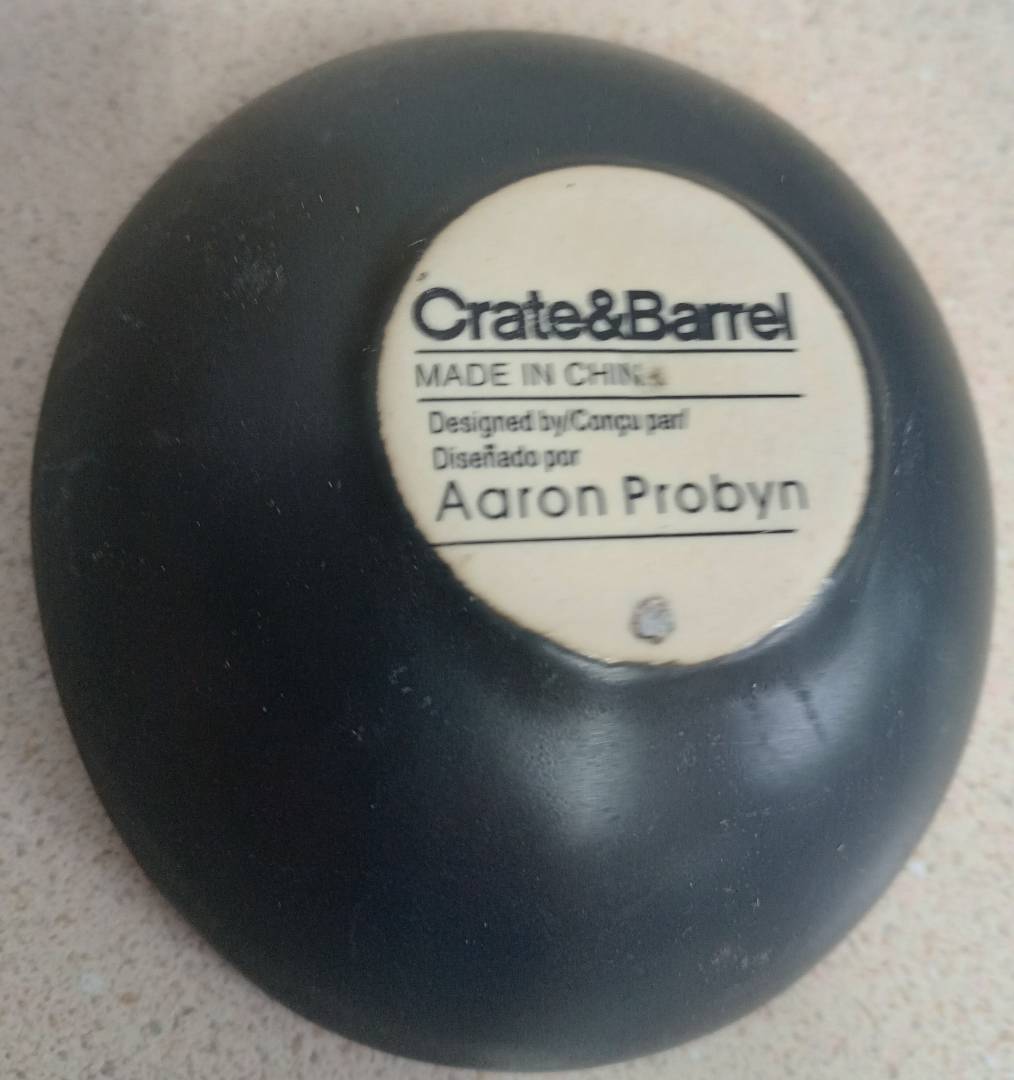 Crate&Barrel
MADE IN CHINA
Designed by/Conçu par/
Diseñado por
Aaron Probyn